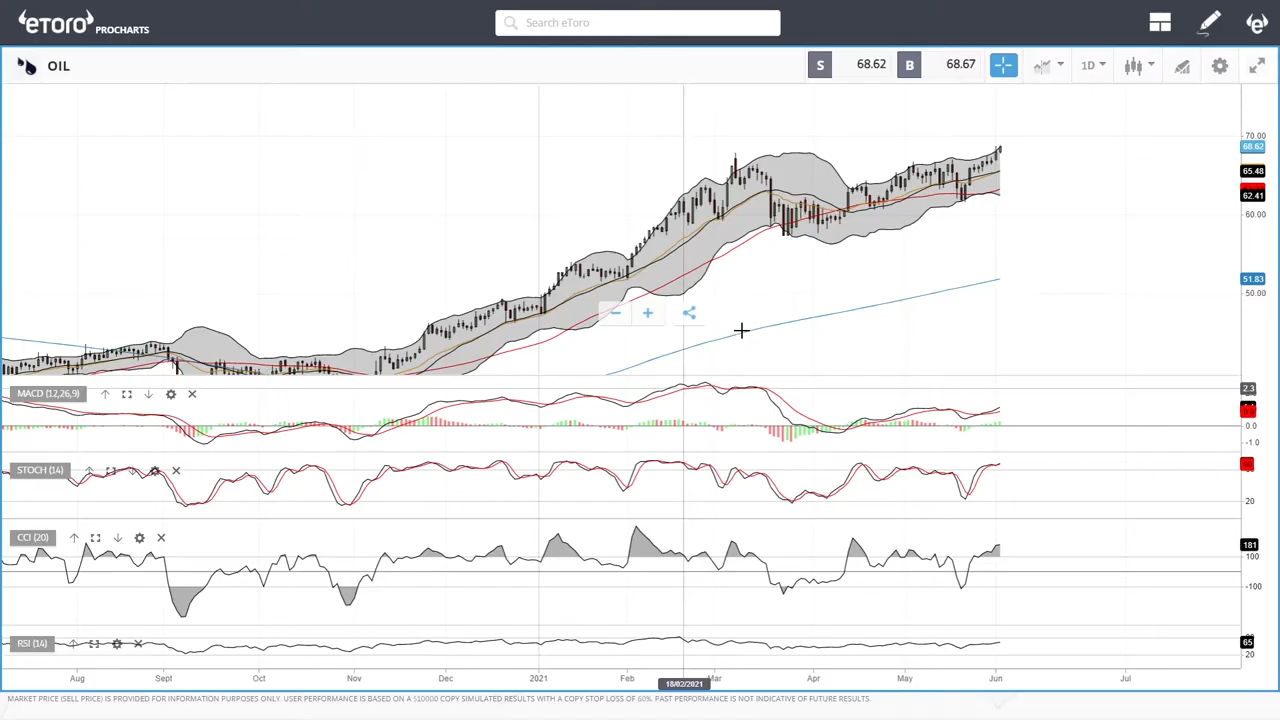 eToro PROCHARTS
Search eToro
OIL
S 68.62 B 68.67
1D
70.00
68.62
65.48
62.41
60.00
51.83
50.00
MACD (12,26,9)
2.3
0.0
-1.0
STOCH (14)
20
CCI (20)
181
100
-100
RSI (14)
65
20
Aug Sept Oct Nov Dec 2021 Feb Mar Apr May Jun Jul
18/02/2021
MARKET PRICE (SELL PRICE) IS PROVIDED FOR INFORMATION PURPOSES ONLY. USER PERFORMANCE IS BASED ON A $10000 COPY SIMULATED RESULTS WITH A COPY STOP LOSS OF 60%. PAST PERFORMANCE IS NOT INDICATIVE OF FUTURE RESULTS.